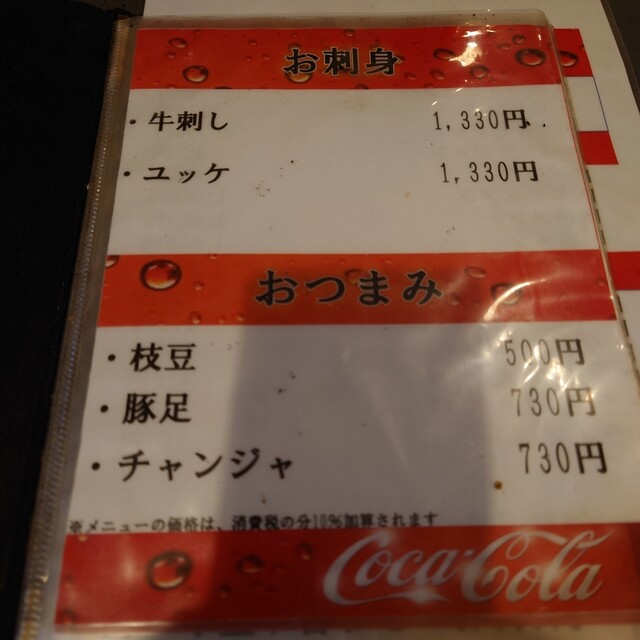 お刺身
・牛刺し 1,330円
・ユッケ 1,330円
おつまみ
・枝豆 500円
・豚足 730円
・チャンジャ 730円
※メニューの価格は、消費税の分10%加算されます
Coca-Cola